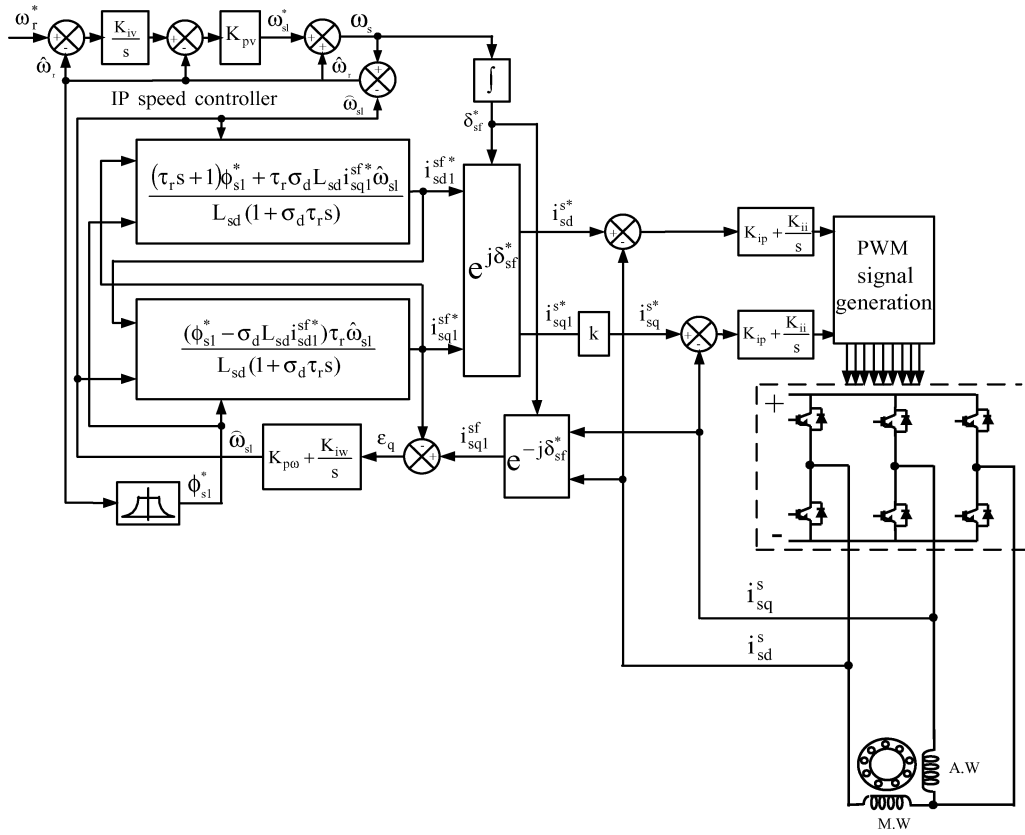 ω_r^* + - K_iv / s + - K_pv ω_sl^* + + ω_s
ω̂_r ω̂_r + -
IP speed controller ω̂_sl
∫
δ_sf^*
(τ_r s + 1)φ_s1^* + τ_r σ_d L_sd i_sq1^{sf*} ω̂_sl / L_sd (1 + σ_d τ_r s)
i_sd1^{sf*}
e^{jδ_sf^*}
i_sd^{s*} + - K_ip + K_ii / s
PWM
signal
generation
(φ_s1^* − σ_d L_sd i_sd1^{sf*}) τ_r ω̂_sl / L_sd (1 + σ_d τ_r s)
i_sq1^{sf*}
i_sq1^{s*} k i_sq^{s*} + - K_ip + K_ii / s
+
-
ω̂_sl K_pω + K_iw / s ε_q - + i_sq1^{sf} e^{−jδ_sf^*}
φ_s1^*
i_sq^s
i_sd^s
A.W
M.W